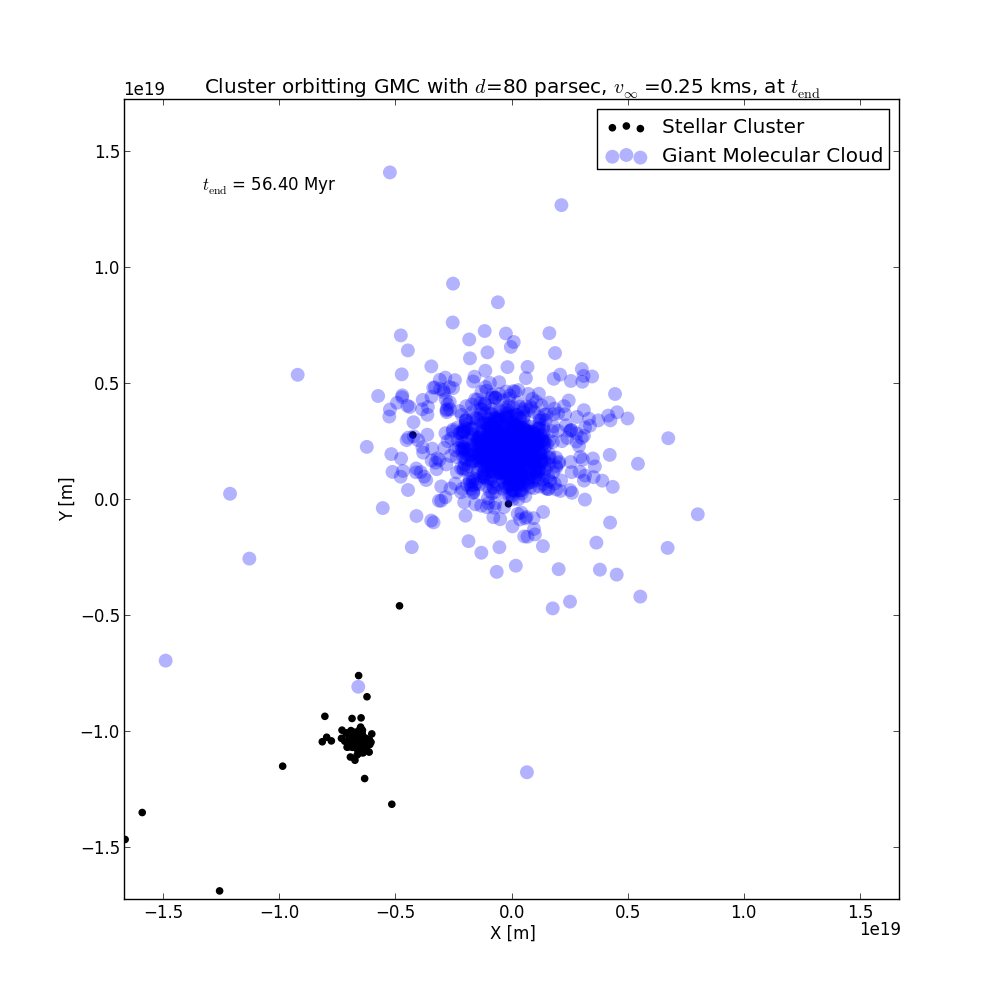 Cluster orbitting GMC with d=80 parsec, v∞ =0.25 kms, at t_end
1e19
Stellar Cluster
Giant Molecular Cloud
t_end = 56.40 Myr
1.5
1.0
0.5
0.0
−0.5
−1.0
−1.5
Y [m]
−1.5 −1.0 −0.5 0.0 0.5 1.0 1.5
1e19
X [m]